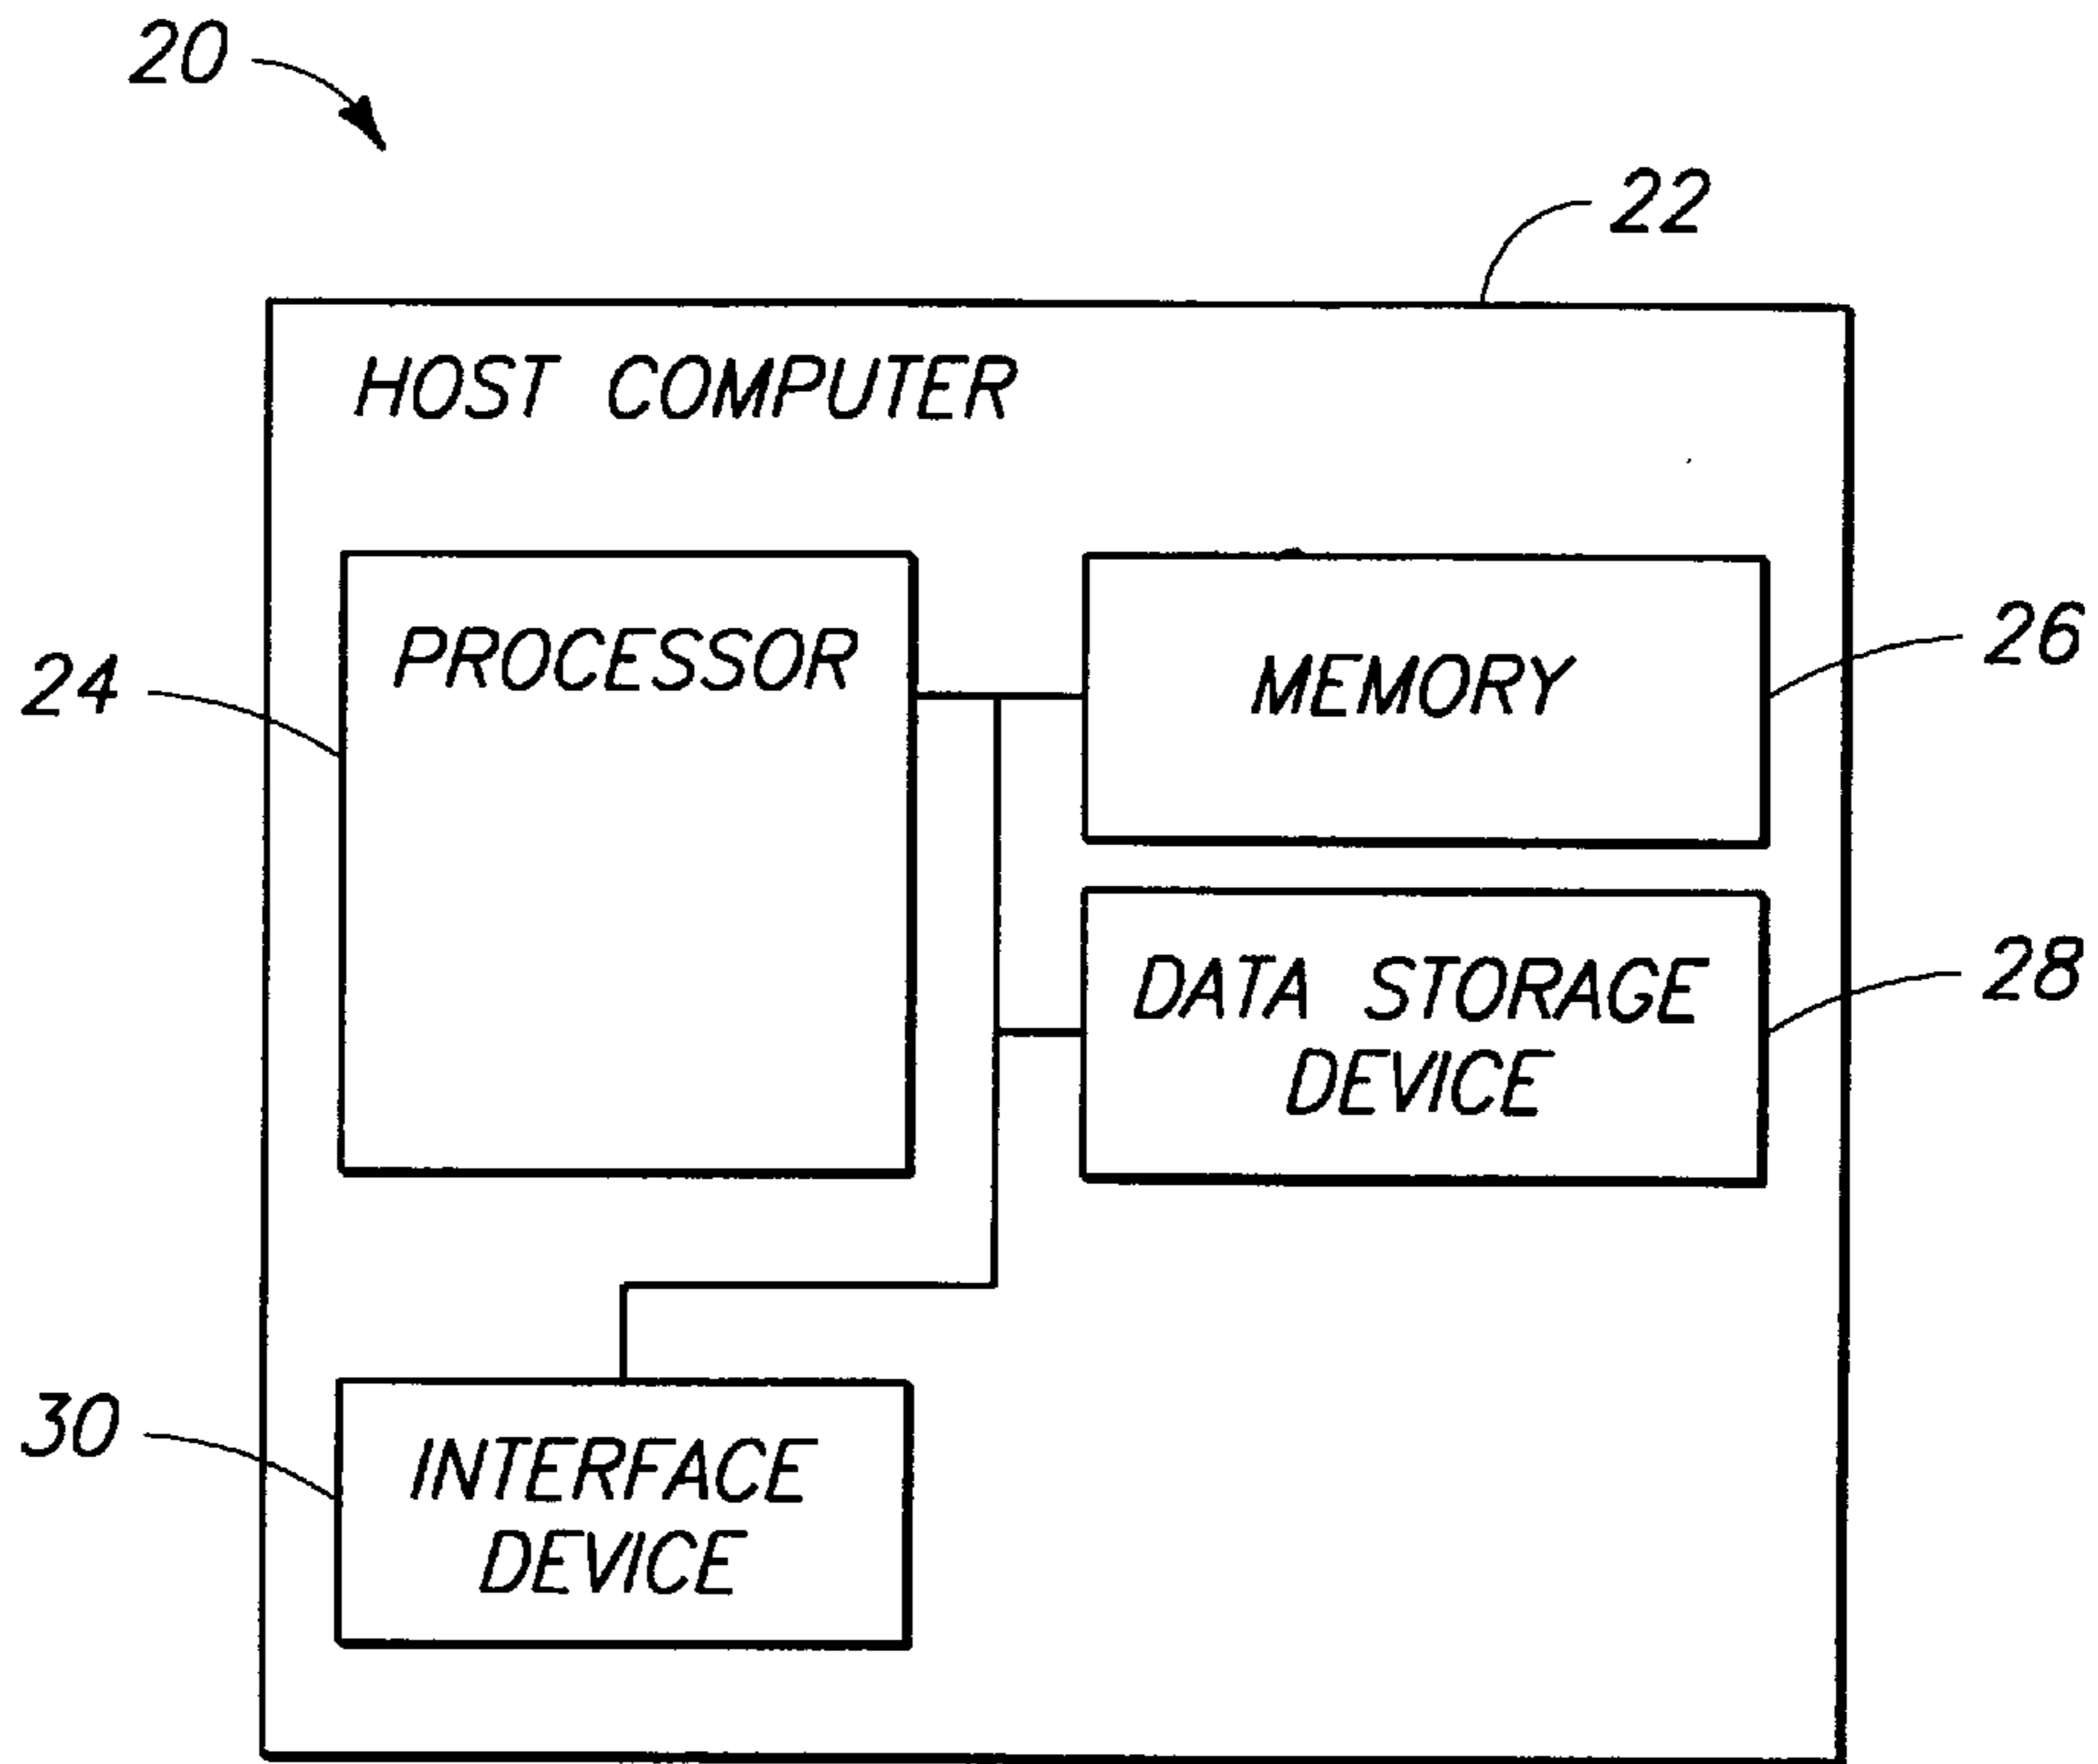 20
22
HOST COMPUTER
PROCESSOR
24
MEMORY
26
DATA STORAGE
DEVICE
28
30
INTERFACE
DEVICE